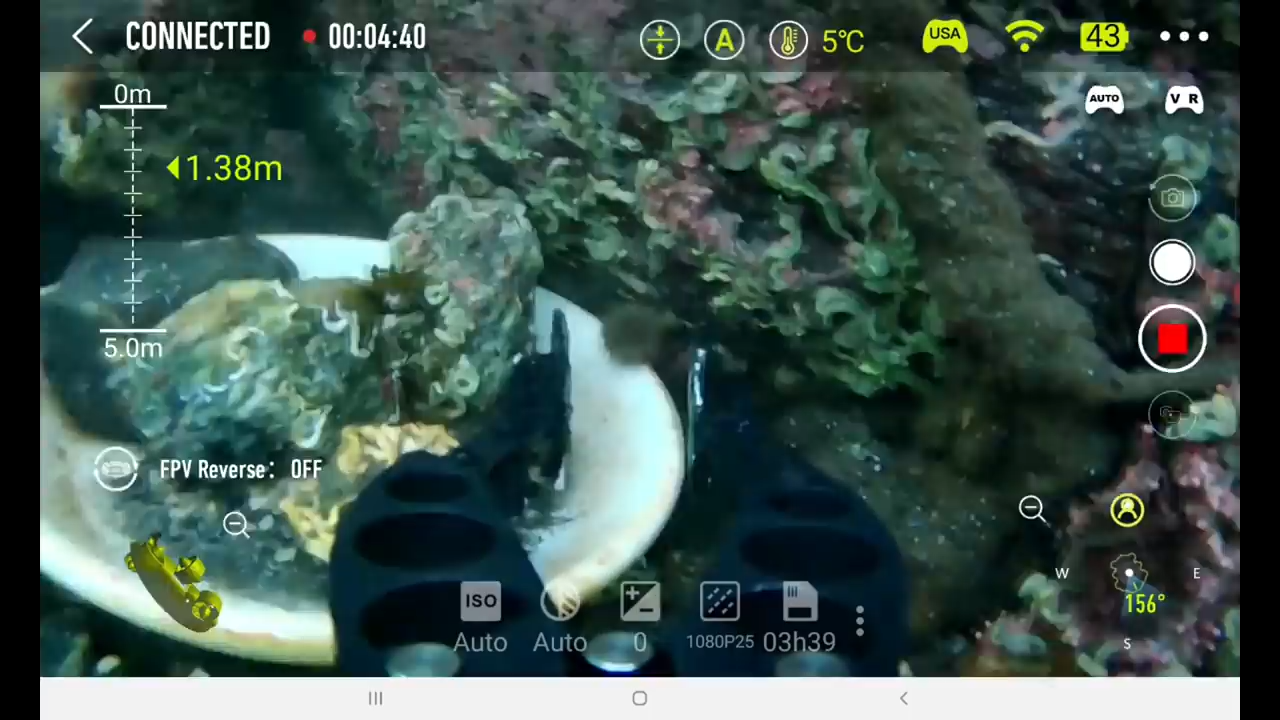 CONNECTED 00:04:40 A 5℃ USA 43
AUTO V R
0m
◀1.38m
5.0m
FPV Reverse: OFF
W E
156°
S
ISO
Auto Auto 0 1080P25 03h39